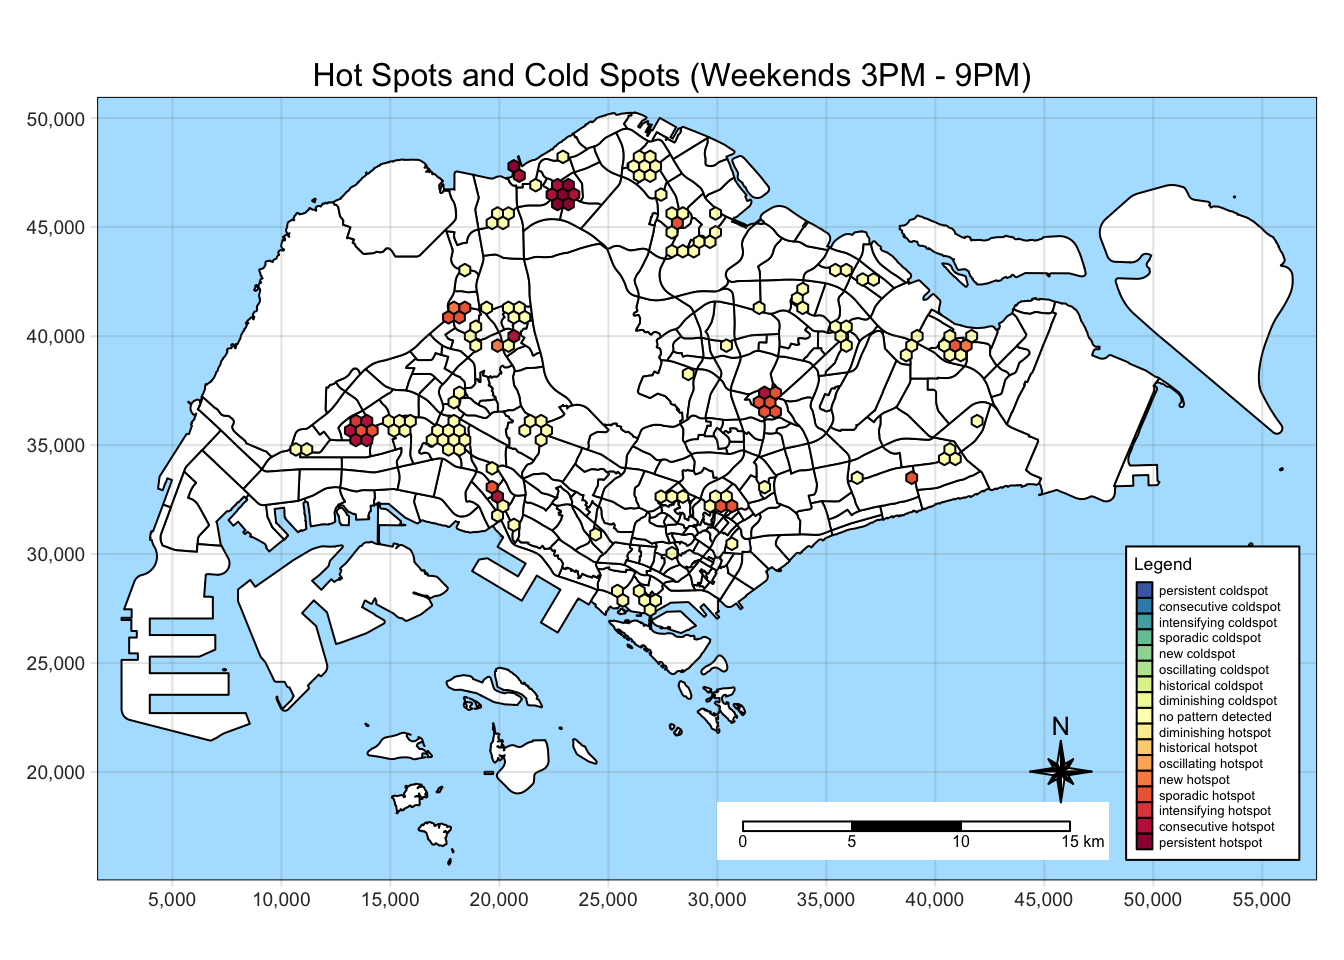 Hot Spots and Cold Spots (Weekends 3PM - 9PM)
50,000
45,000
40,000
35,000
30,000
25,000
20,000
Legend
persistent coldspot
consecutive coldspot
intensifying coldspot
sporadic coldspot
new coldspot
oscillating coldspot
historical coldspot
diminishing coldspot
no pattern detected
diminishing hotspot
historical hotspot
oscillating hotspot
new hotspot
sporadic hotspot
intensifying hotspot
consecutive hotspot
persistent hotspot
N
0 5 10 15 km
5,000 10,000 15,000 20,000 25,000 30,000 35,000 40,000 45,000 50,000 55,000